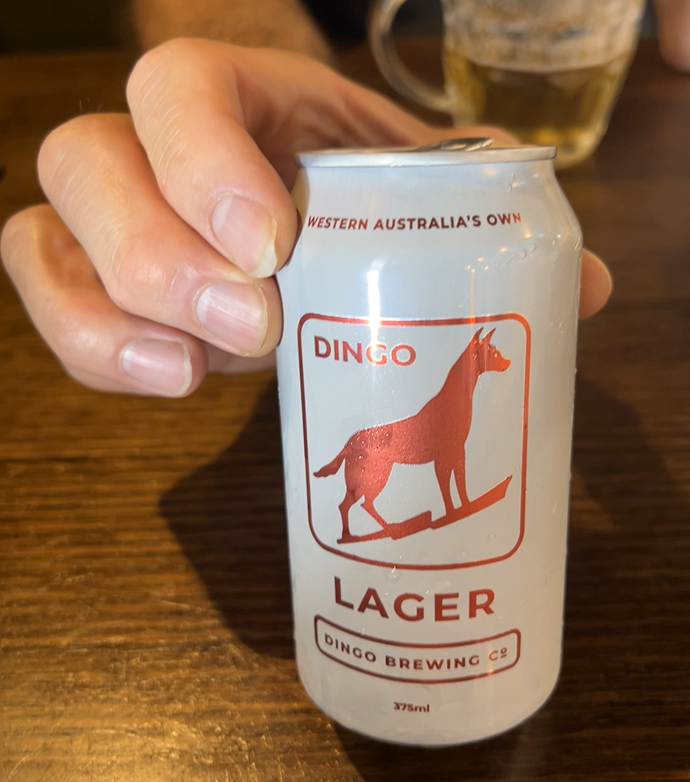 WESTERN AUSTRALIA'S OWN
DINGO
LAGER
DINGO BREWING Cº
375ml